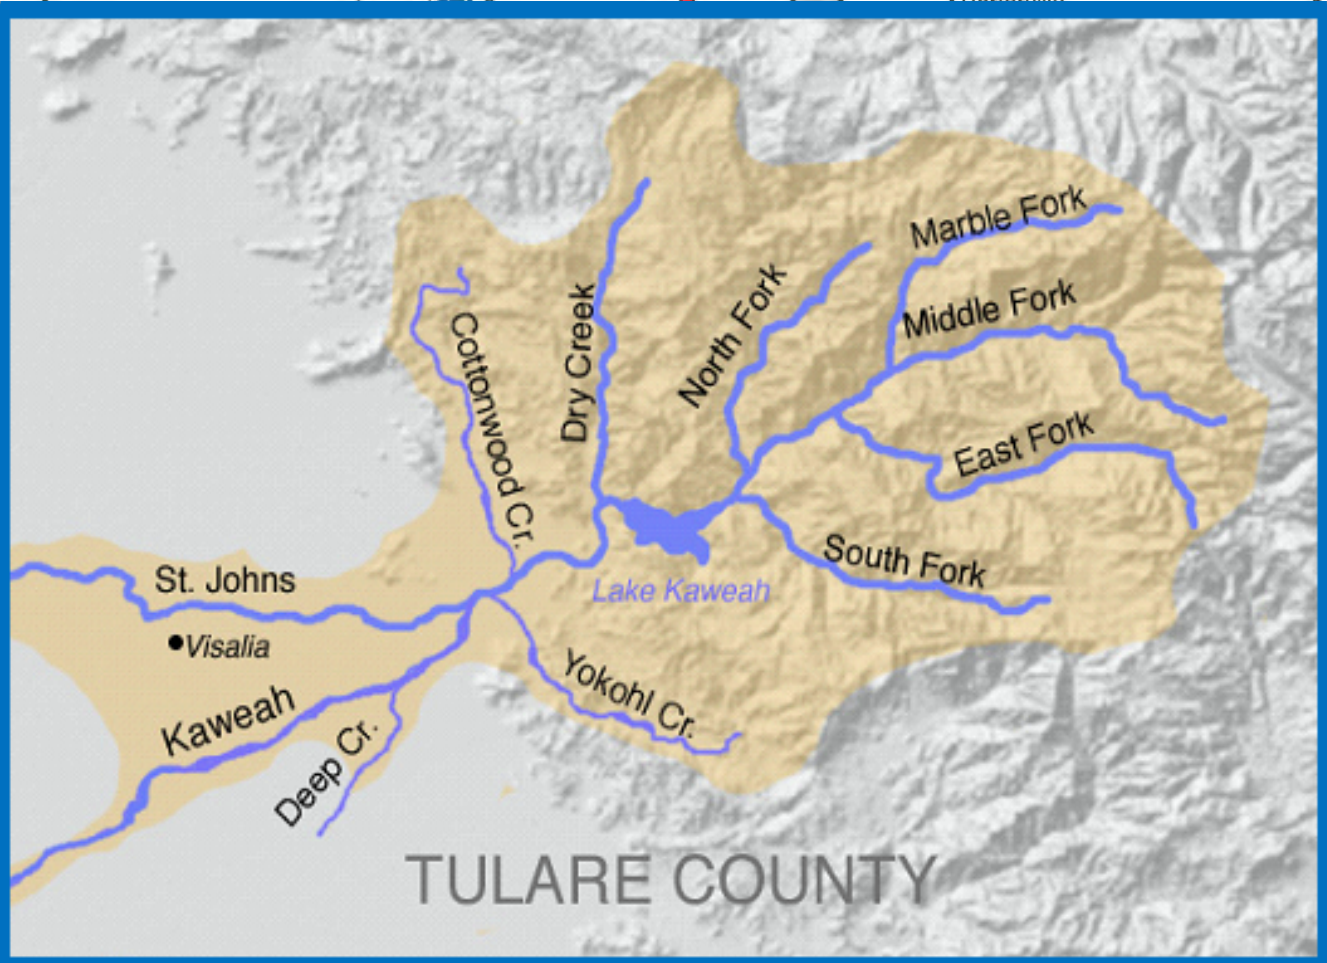 Marble Fork
Middle Fork
North Fork
Dry Creek
Cottonwood Cr.
East Fork
South Fork
St. Johns
Lake Kaweah
Visalia
Yokohl Cr.
Kaweah
Deep Cr.
TULARE COUNTY